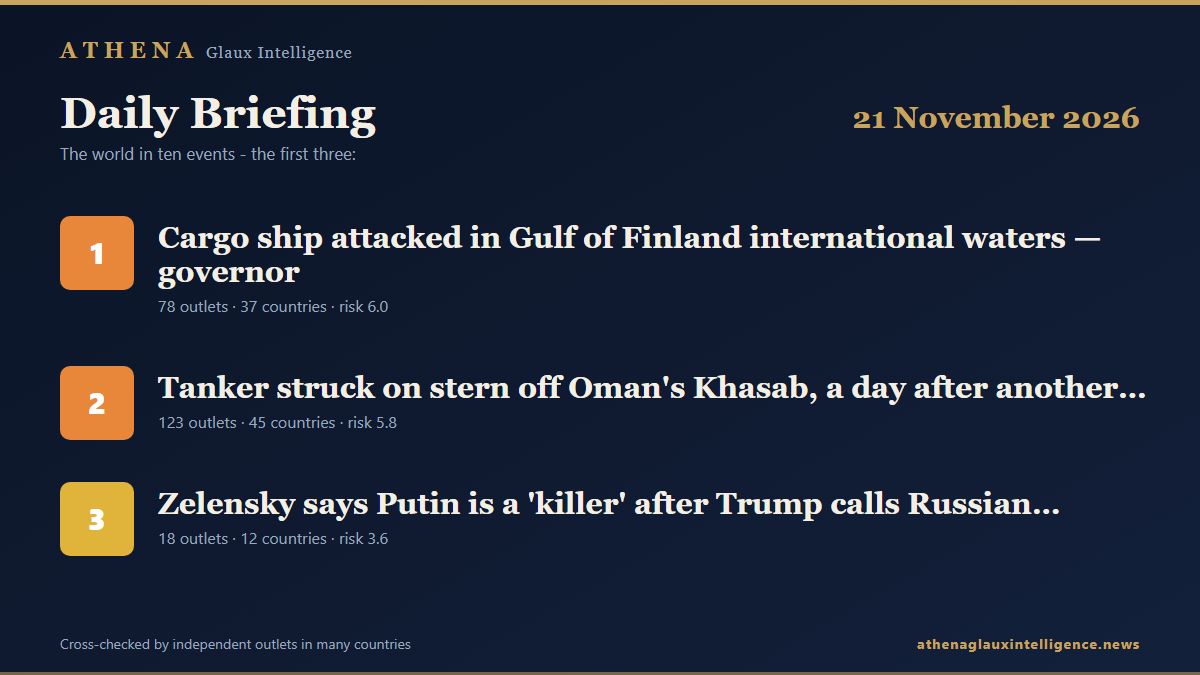 ATHENA Glaux Intelligence
Daily Briefing
21 November 2026
The world in ten events - the first three:
1
Cargo ship attacked in Gulf of Finland international waters —
governor
78 outlets · 37 countries · risk 6.0
2
Tanker struck on stern off Oman's Khasab, a day after another...
123 outlets · 45 countries · risk 5.8
3
Zelensky says Putin is a 'killer' after Trump calls Russian...
18 outlets · 12 countries · risk 3.6
Cross-checked by independent outlets in many countries
athenaglauxintelligence.news